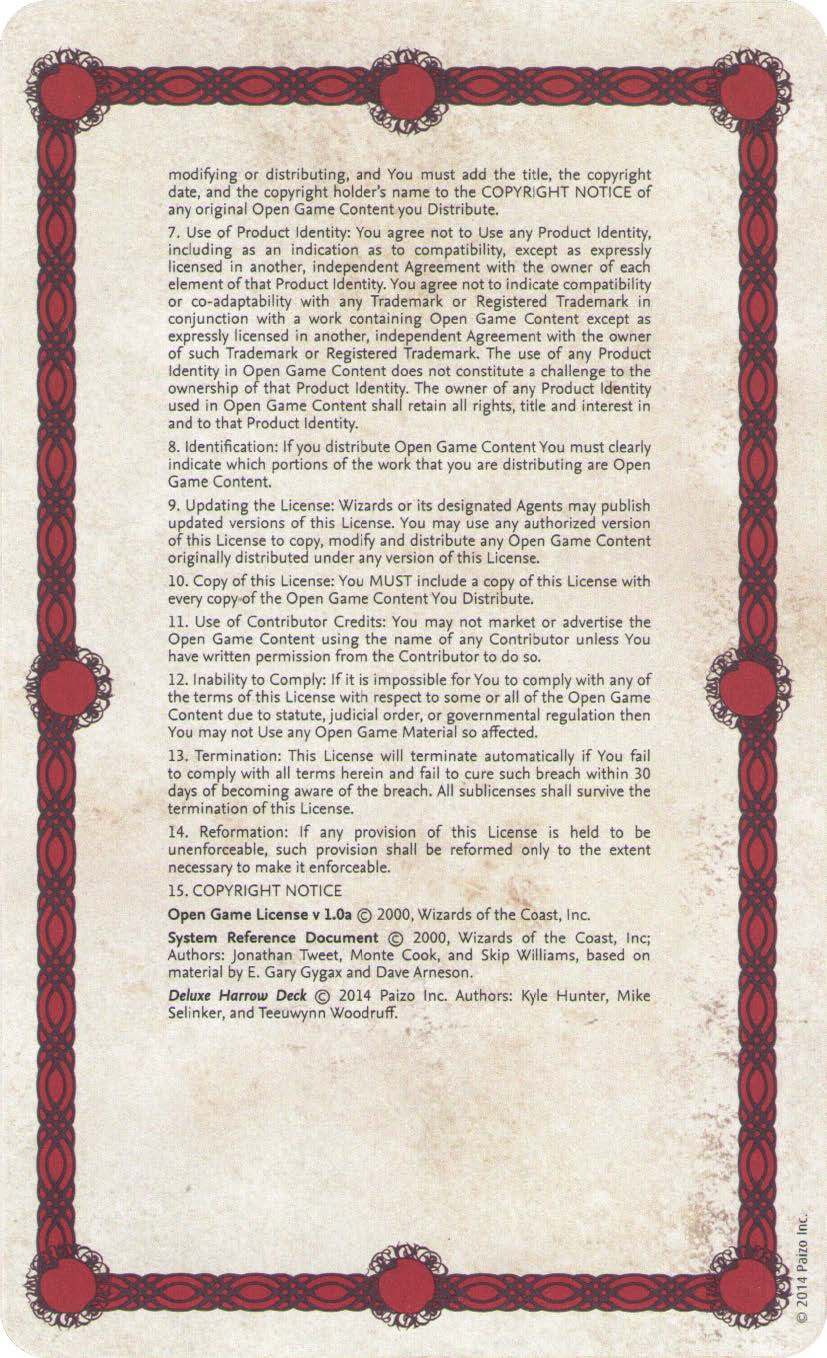 modifying or distributing, and You must add the title, the copyright
date, and the copyright holder's name to the COPYRIGHT NOTICE of
any original Open Game Content you Distribute.
7. Use of Product Identity: You agree not to Use any Product Identity,
including as an indication as to compatibility, except as expressly
licensed in another, independent Agreement with the owner of each
element of that Product Identity. You agree not to indicate compatibility
or co-adaptability with any Trademark or Registered Trademark in
conjunction with a work containing Open Game Content except as
expressly licensed in another, independent Agreement with the owner
of such Trademark or Registered Trademark. The use of any Product
Identity in Open Game Content does not constitute a challenge to the
ownership of that Product Identity. The owner of any Product Identity
used in Open Game Content shall retain all rights, title and interest in
and to that Product Identity.
8. Identification: If you distribute Open Game Content You must clearly
indicate which portions of the work that you are distributing are Open
Game Content.
9. Updating the License: Wizards or its designated Agents may publish
updated versions of this License. You may use any authorized version
of this License to copy, modify and distribute any Open Game Content
originally distributed under any version of this License.
10. Copy of this License: You MUST include a copy of this License with
every copy of the Open Game Content You Distribute.
11. Use of Contributor Credits: You may not market or advertise the
Open Game Content using the name of any Contributor unless You
have written permission from the Contributor to do so.
12. Inability to Comply: If it is impossible for You to comply with any of
the terms of this License with respect to some or all of the Open Game
Content due to statute, judicial order, or governmental regulation then
You may not Use any Open Game Material so affected.
13. Termination: This License will terminate automatically if You fail
to comply with all terms herein and fail to cure such breach within 30
days of becoming aware of the breach. All sublicenses shall survive the
termination of this License.
14. Reformation: If any provision of this License is held to be
unenforceable, such provision shall be reformed only to the extent
necessary to make it enforceable.
15. COPYRIGHT NOTICE
Open Game License v 1.0a © 2000, Wizards of the Coast, Inc.
System Reference Document © 2000, Wizards of the Coast, Inc;
Authors: Jonathan Tweet, Monte Cook, and Skip Williams, based on
material by E. Gary Gygax and Dave Arneson.
Deluxe Harrow Deck © 2014 Paizo Inc. Authors: Kyle Hunter, Mike
Selinker, and Teeuwynn Woodruff.
© 2014 Paizo Inc.